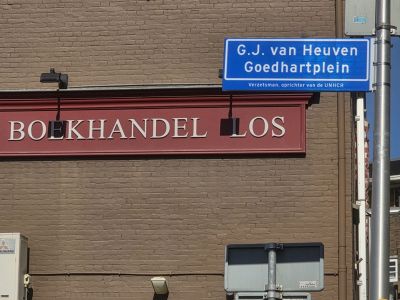 G.J. van Heuven
Goedhartplein
Verzetsman, oprichter van de UNHCR
BOEKHANDEL LOS